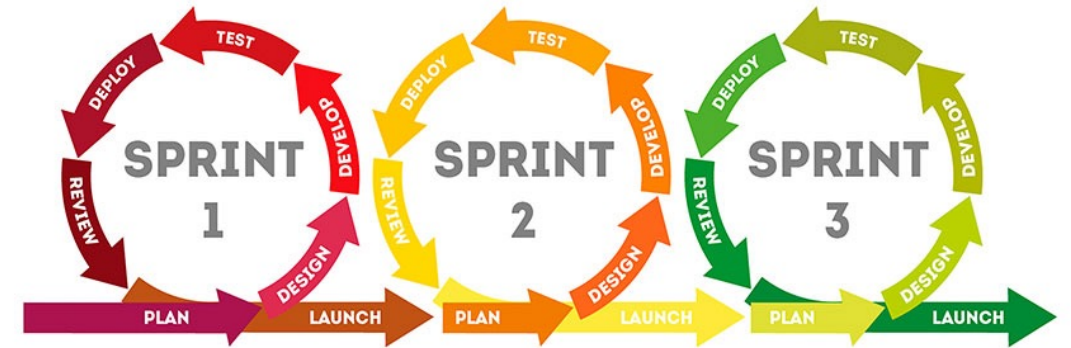 TEST
DEPLOY
DEVELOP
SPRINT
1
REVIEW
DESIGN
PLAN
LAUNCH
TEST
DEPLOY
DEVELOP
SPRINT
2
REVIEW
DESIGN
PLAN
LAUNCH
TEST
DEPLOY
DEVELOP
SPRINT
3
REVIEW
DESIGN
PLAN
LAUNCH